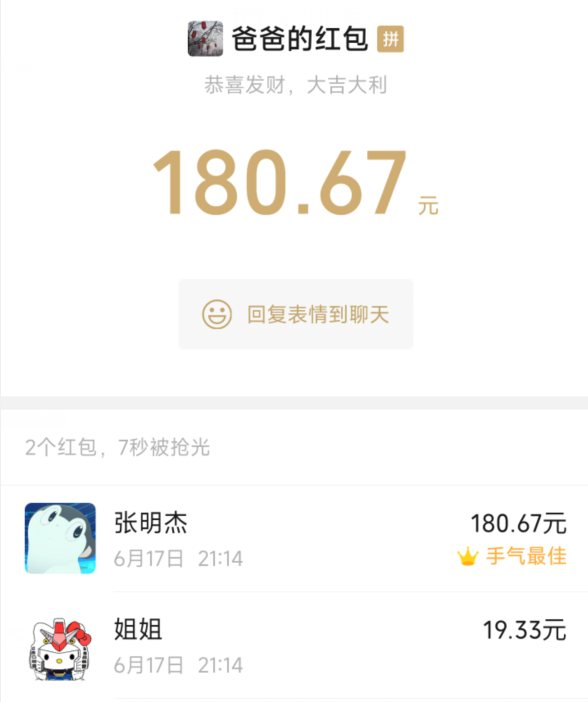 爸爸的红包 拼
恭喜发财，大吉大利
180.67 元
回复表情到聊天
2个红包，7秒被抢光
张明杰 180.67元
6月17日 21:14 手气最佳
姐姐 19.33元
6月17日 21:14